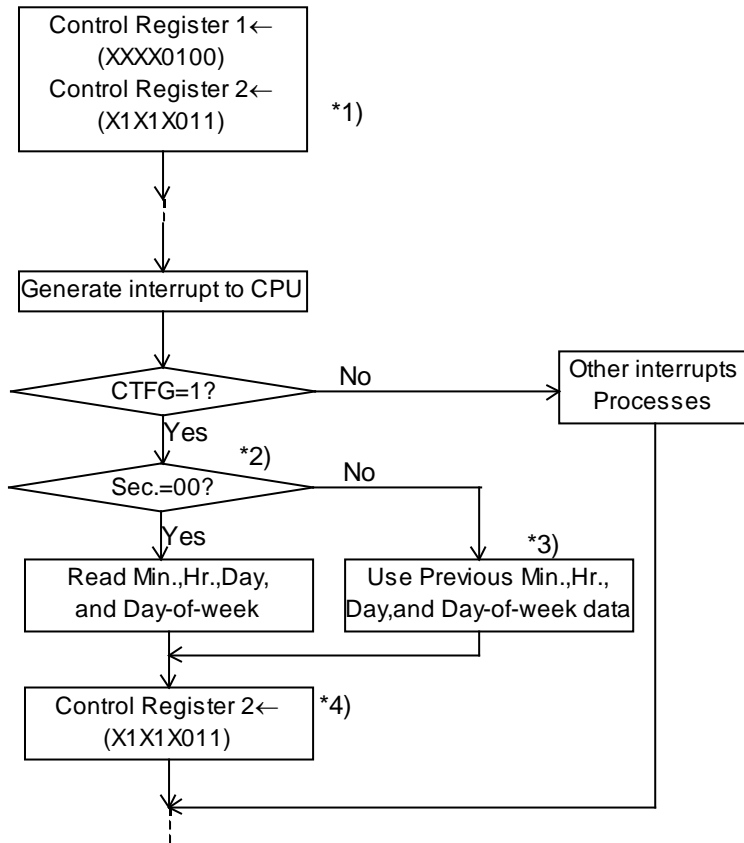 Control Register 1←
(XXXX0100)
Control Register 2←
(X1X1X011)
*1)
Generate interrupt to CPU
CTFG=1?
No
Other interrupts
Processes
Yes
*2)
Sec.=00?
No
Yes
*3)
Read Min.,Hr.,Day,
and Day-of-week
Use Previous Min.,Hr.,
Day,and Day-of-week data
Control Register 2←
(X1X1X011)
*4)